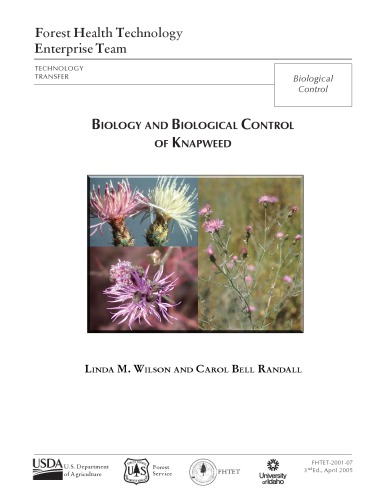 Forest Health Technology
Enterprise Team
TECHNOLOGY
TRANSFER
Biological
Control
BIOLOGY AND BIOLOGICAL CONTROL
OF KNAPWEED
LINDA M. WILSON AND CAROL BELL RANDALL
USDA U.S. Department
of Agriculture
Forest
Service
FHTET
University
of Idaho
FHTET-2001-07
3rd Ed., April 2005